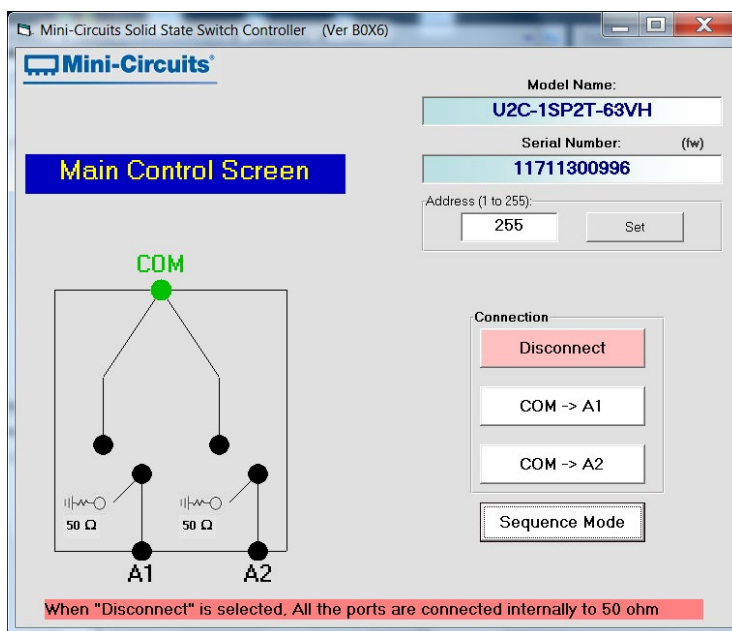 Mini-Circuits Solid State Switch Controller (Ver B0X6)
Mini-Circuits®
Model Name:
U2C-1SP2T-63VH
Serial Number: (fw)
11711300996
Main Control Screen
Address (1 to 255):
255 Set
COM
Connection
Disconnect
COM -> A1
COM -> A2
Sequence Mode
50 Ω 50 Ω
A1 A2
When "Disconnect" is selected, All the ports are connected internally to 50 ohm